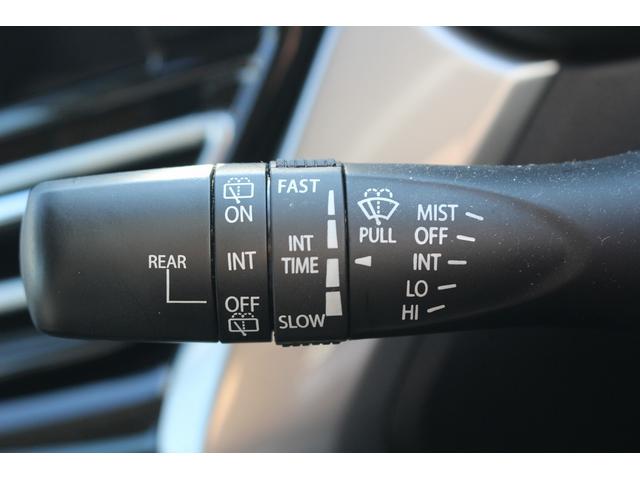 REAR
ON
INT
OFF
FAST
INT
TIME
SLOW
PULL
MIST
OFF
INT
LO
HI